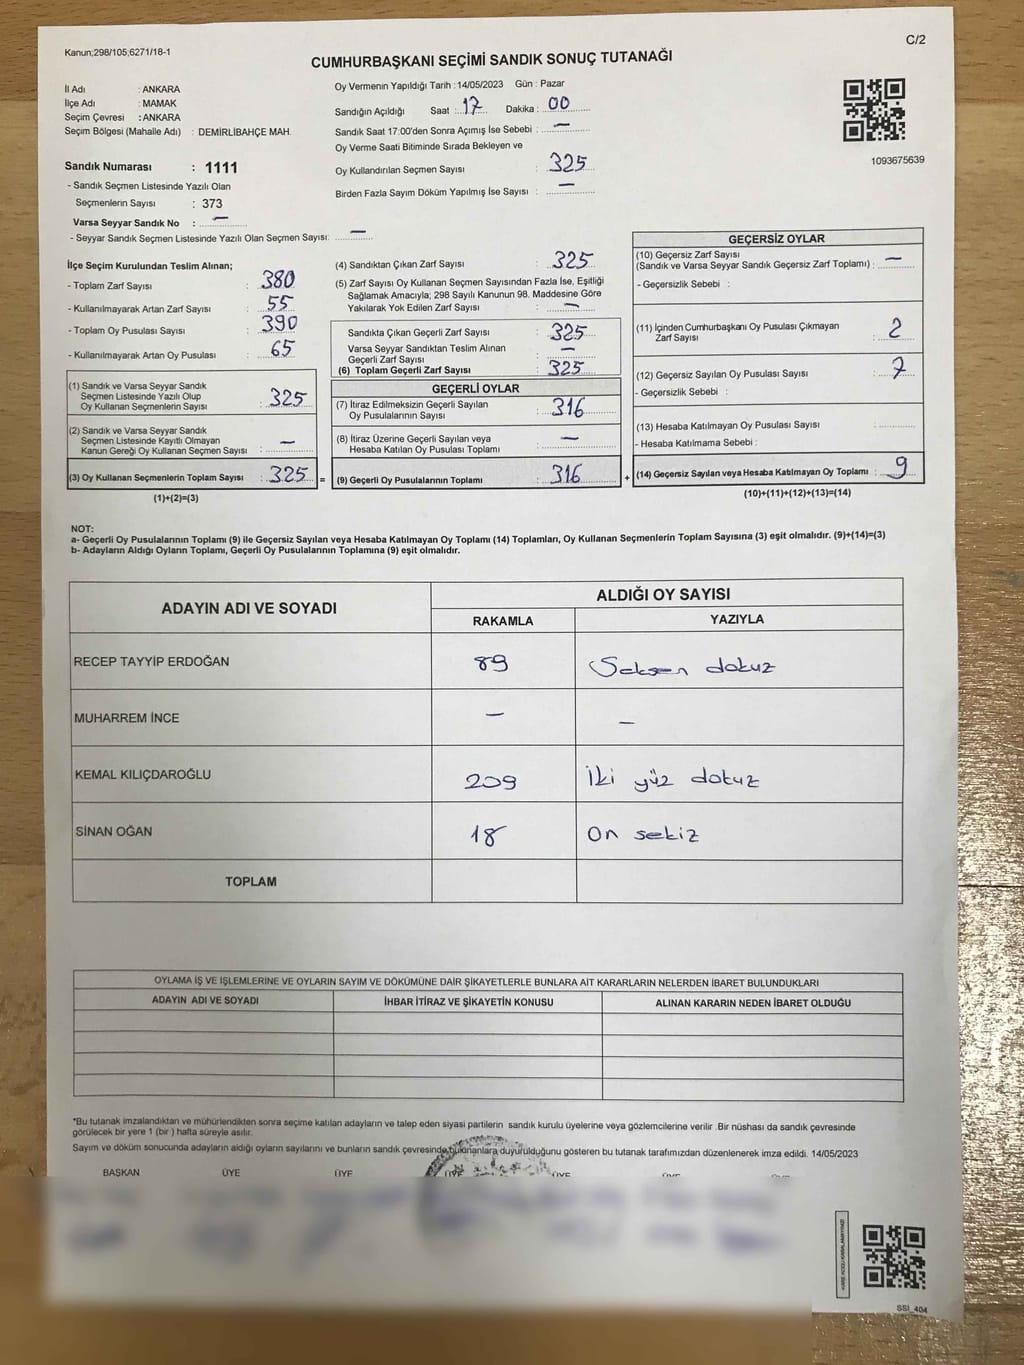 Kanun;298/105;6271/18-1
C/2
CUMHURBAŞKANI SEÇİMİ SANDIK SONUÇ TUTANAĞI
İl Adı : ANKARA
İlçe Adı : MAMAK
Seçim Çevresi : ANKARA
Seçim Bölgesi (Mahalle Adı) : DEMİRLİBAHÇE MAH.
Sandık Numarası : 1111
- Sandık Seçmen Listesinde Yazılı Olan
Seçmenlerin Sayısı : 373
Varsa Seyyar Sandık No : —
- Seyyar Sandık Seçmen Listesinde Yazılı Olan Seçmen Sayısı: —
Oy Vermenin Yapıldığı Tarih : 14/05/2023 Gün : Pazar
Sandığın Açıldığı Saat : 17 Dakika : 00
Sandık Saat 17:00'den Sonra Açımış İse Sebebi : —
Oy Verme Saati Bitiminde Sırada Bekleyen ve
Oy Kullandırılan Seçmen Sayısı : 325
Birden Fazla Sayım Döküm Yapılmış İse Sayısı : —
1093675639
İlçe Seçim Kurulundan Teslim Alınan;
- Toplam Zarf Sayısı : 380
- Kullanılmayarak Artan Zarf Sayısı : 55
- Toplam Oy Pusulası Sayısı : 390
- Kullanılmayarak Artan Oy Pusulası : 65
(1) Sandık ve Varsa Seyyar Sandık
Seçmen Listesinde Yazılı Olup
Oy Kullanan Seçmenlerin Sayısı : 325
(2) Sandık ve Varsa Seyyar Sandık
Seçmen Listesinde Kayıtlı Olmayan
Kanun Gereği Oy Kullanan Seçmen Sayısı : —
(3) Oy Kullanan Seçmenlerin Toplam Sayısı : 325 =
(1)+(2)=(3)
(4) Sandıktan Çıkan Zarf Sayısı : 325
(5) Zarf Sayısı Oy Kullanan Seçmen Sayısından Fazla İse, Eşitliği
Sağlamak Amacıyla; 298 Sayılı Kanunun 98. Maddesine Göre
Yakılarak Yok Edilen Zarf Sayısı : —
Sandıkta Çıkan Geçerli Zarf Sayısı : 325
Varsa Seyyar Sandıktan Teslim Alınan
Geçerli Zarf Sayısı : —
(6) Toplam Geçerli Zarf Sayısı : 325
GEÇERLİ OYLAR
(7) İtiraz Edilmeksizin Geçerli Sayılan
Oy Pusulalarının Sayısı : 316
(8) İtiraz Üzerine Geçerli Sayılan veya
Hesaba Katılan Oy Pusulası Toplamı : —
(9) Geçerli Oy Pusulalarının Toplamı : 316 +
GEÇERSİZ OYLAR
(10) Geçersiz Zarf Sayısı
(Sandık ve Varsa Seyyar Sandık Geçersiz Zarf Toplamı) : —
- Geçersizlik Sebebi :
(11) İçinden Cumhurbaşkanı Oy Pusulası Çıkmayan
Zarf Sayısı : 2
(12) Geçersiz Sayılan Oy Pusulası Sayısı : 7
- Geçersizlik Sebebi :
(13) Hesaba Katılmayan Oy Pusulası Sayısı :
- Hesaba Katılmama Sebebi :
(14) Geçersiz Sayılan veya Hesaba Katılmayan Oy Toplamı : 9
(10)+(11)+(12)+(13)=(14)
NOT:
a- Geçerli Oy Pusulalarının Toplamı (9) ile Geçersiz Sayılan veya Hesaba Katılmayan Oy Toplamı (14) Toplamları, Oy Kullanan Seçmenlerin Toplam Sayısına (3) eşit olmalıdır. (9)+(14)=(3)
b- Adayların Aldığı Oyların Toplamı, Geçerli Oy Pusulalarının Toplamına (9) eşit olmalıdır.
ADAYIN ADI VE SOYADI ALDIĞI OY SAYISI
RAKAMLA YAZIYLA
RECEP TAYYİP ERDOĞAN 89 Seksen dokuz
MUHARREM İNCE — —
KEMAL KILIÇDAROĞLU 209 İki yüz dokuz
SİNAN OĞAN 18 On sekiz
TOPLAM
OYLAMA İŞ VE İŞLEMLERİNE VE OYLARIN SAYIM VE DÖKÜMÜNE DAİR ŞİKAYETLERLE BUNLARA AİT KARARLARIN NELERDEN İBARET BULUNDUKLARI
ADAYIN ADI VE SOYADI İHBAR İTİRAZ VE ŞİKAYETİN KONUSU ALINAN KARARIN NEDEN İBARET OLDUĞU
*Bu tutanak imzalandıktan ve mühürlendikten sonra seçime katılan adayların ve talep eden siyasi partilerin sandık kurulu üyelerine veya gözlemcilerine verilir .Bir nüshası da sandık çevresinde
görülecek bir yere 1 (bir ) hafta süreyle asılır.
Sayım ve döküm sonucunda adayların aldığı oyların sayılarını ve bunların sandık çevresinde bulunanlara duyurulduğunu gösteren bu tutanak tarafımızdan düzenlenerek imza edildi. 14/05/2023
BAŞKAN ÜYE ÜYE ÜYE ÜYE
SSI_404